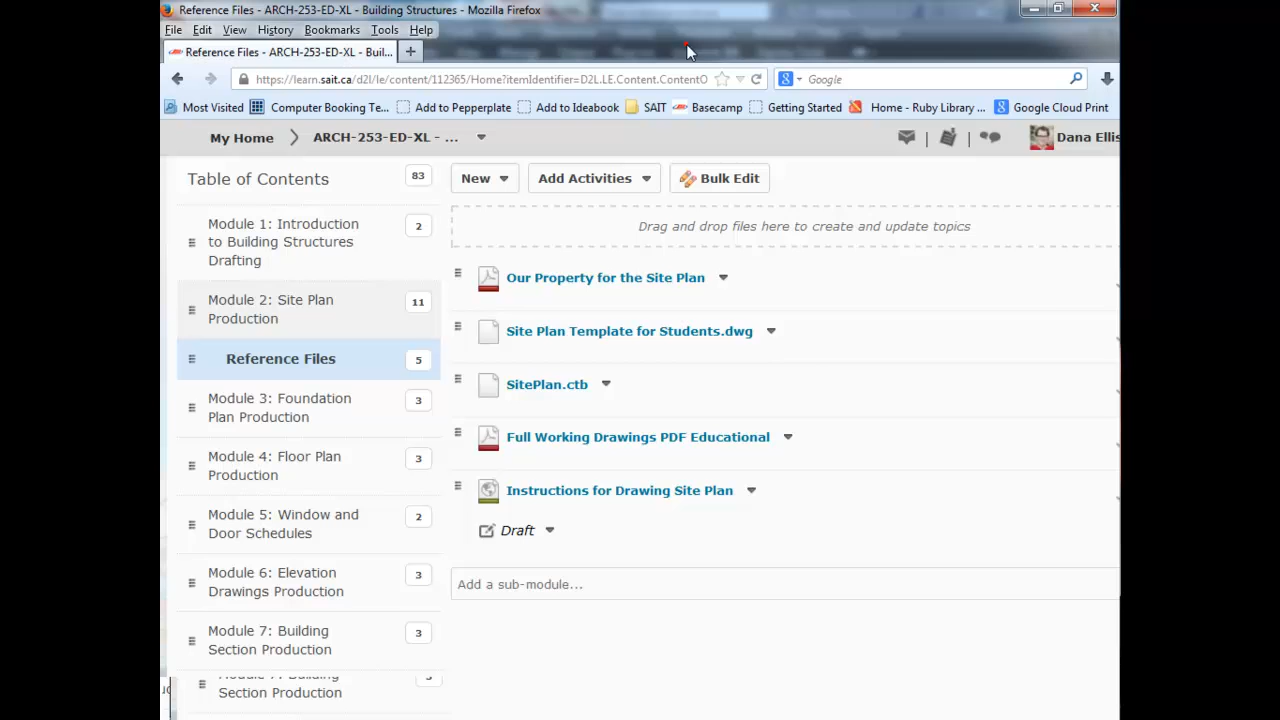 Reference Files - ARCH-253-ED-XL - Building Structures - Mozilla Firefox
File Edit View History Bookmarks Tools Help
Reference Files - ARCH-253-ED-XL - Buil... +
https://learn.sait.ca/d2l/le/content/112365/Home?itemIdentifier=D2L.LE.Content.ContentO
Google
Most Visited Computer Booking Te... Add to Pepperplate Add to Ideabook SAIT Basecamp Getting Started Home - Ruby Library ... Google Cloud Print
My Home ARCH-253-ED-XL - ... Dana Ellis
Table of Contents 83
New Add Activities Bulk Edit
Module 1: Introduction
to Building Structures
Drafting
2
Drag and drop files here to create and update topics
Module 2: Site Plan
Production
11
Reference Files 5
Module 3: Foundation
Plan Production
3
Module 4: Floor Plan
Production
3
Module 5: Window and
Door Schedules
2
Module 6: Elevation
Drawings Production
3
Module 7: Building
Section Production
3
Section Production
Our Property for the Site Plan
Site Plan Template for Students.dwg
SitePlan.ctb
Full Working Drawings PDF Educational
Instructions for Drawing Site Plan
Draft
Add a sub-module...